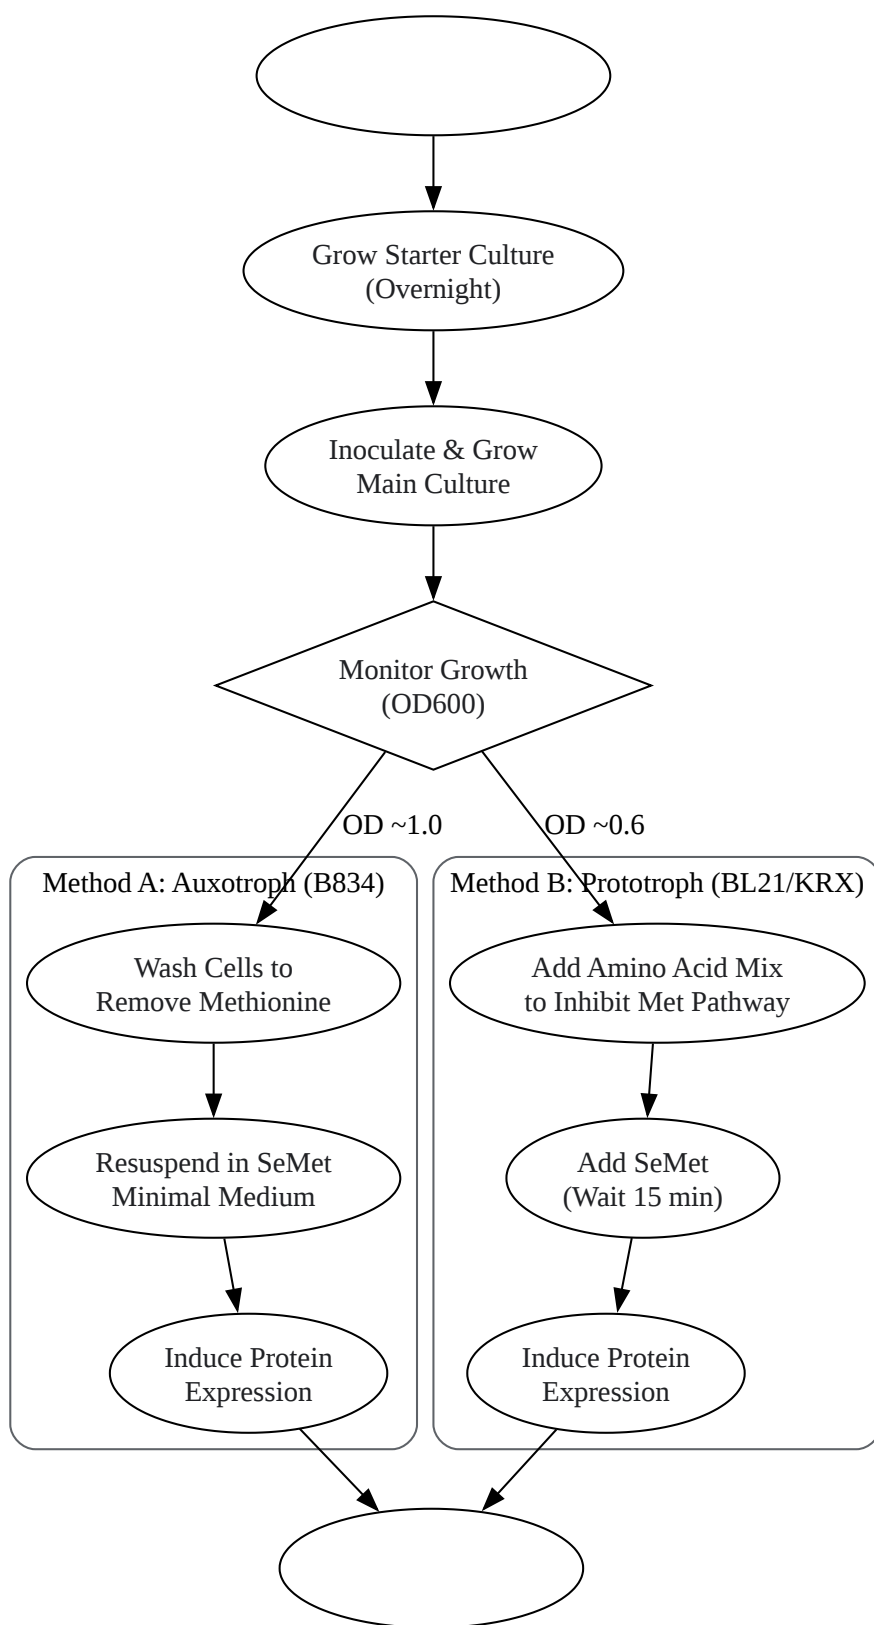 Grow Starter Culture
(Overnight)
Inoculate & Grow
Main Culture
Monitor Growth
(OD600)
OD ~1.0
OD ~0.6
Method A: Auxotroph (B834)
Wash Cells to
Remove Methionine
Resuspend in SeMet
Minimal Medium
Induce Protein
Expression
Method B: Prototroph (BL21/KRX)
Add Amino Acid Mix
to Inhibit Met Pathway
Add SeMet
(Wait 15 min)
Induce Protein
Expression